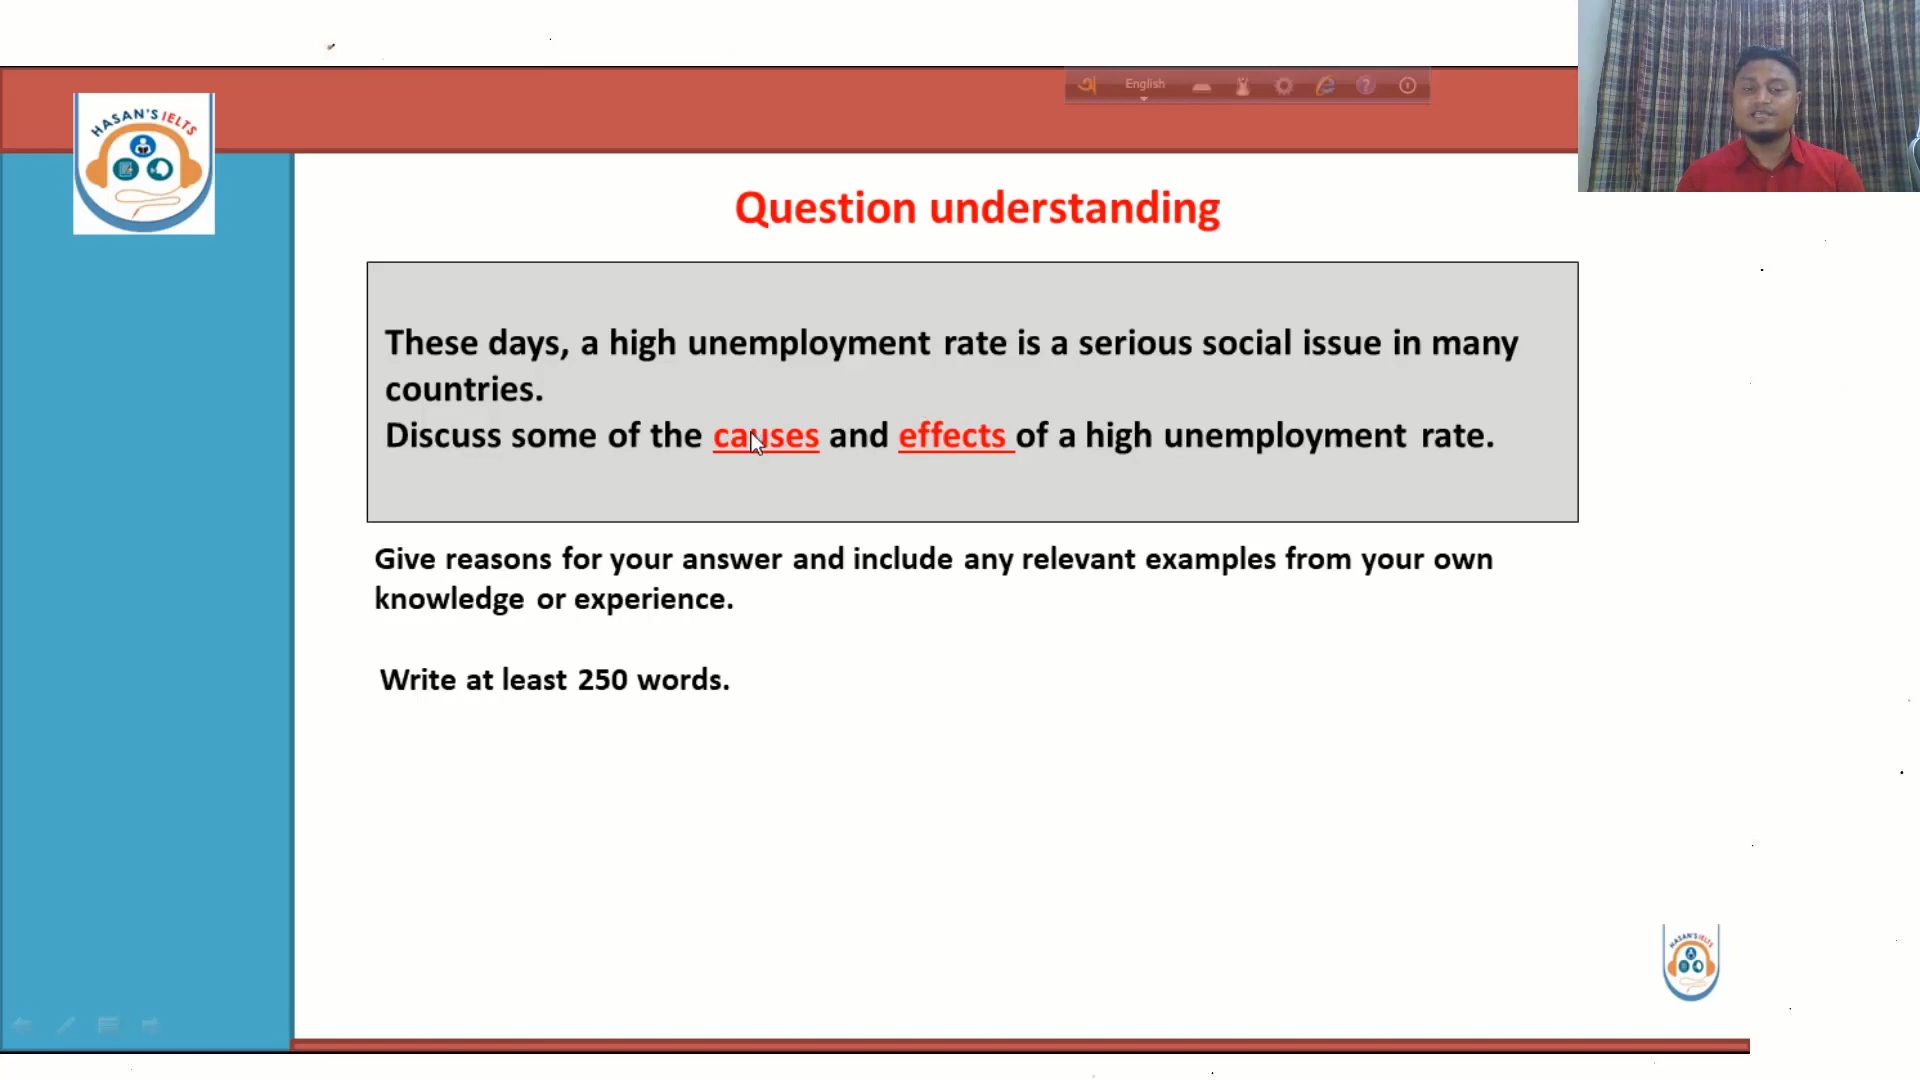 অ English
HASAN'S IELTS
Question understanding
These days, a high unemployment rate is a serious social issue in many
countries.
Discuss some of the causes and effects of a high unemployment rate.
Give reasons for your answer and include any relevant examples from your own
knowledge or experience.
Write at least 250 words.
HASAN'S IELTS